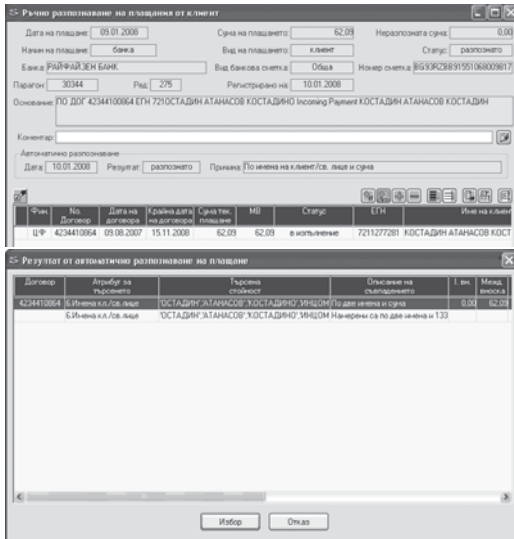 Ръчно разпознаване на плащания от клиент
Дата на плащане: 09.01.2008 Сума на плащането: 62,09 Неразпозната сума: 0,00
Начин на плащане: банка Вид на плащането: клиент Статус: разпознато
Банка: РАЙФАЙЗЕН БАНК. Вид банкова сметка: Обща Номер сметка: BG93RZBB91551068009817
Парагон: 30344 Ред: 275 Регистрирано на: 10.01.2008
Основание: ПО ДОГ 42344100864 ЕГН 721ОСТАДИН АТАНАСОВ КОСТАДИНО Incoming Payment КОСТАДИН АТАНАСОВ КОСТАДИН
Коментар:
Автоматично разпознаване
Дата: 10.01.2008 Резултат: разпознато Причина: По имена на клиент/св. лице и сума
Фин. No. Договор Дата на договора Крайна дата на договора Сума тек. плащане МВ Статус ЕГН Име на клиент
ЦФ 4234410864 09.08.2007 15.11.2008 62,09 62,09 в изпълнение 7211277281 КОСТАДИН АТАНАСОВ КОСТ
Резултат от автоматично разпознаване на плащане
Договор Атрибут за търсенето Търсена стойност Описание на съвпадението I. вн. Межд. вноска
4234410864 6.Имена кл./св.лице 'ОСТАДИН','АТАНАСОВ','КОСТАДИНО','ИНЦОМ По две имена и сума 0,00 62,09
6.Имена кл./св.лице 'ОСТАДИН','АТАНАСОВ','КОСТАДИНО','ИНЦОМ Намерени са по две имена и 133
Избор Отказ